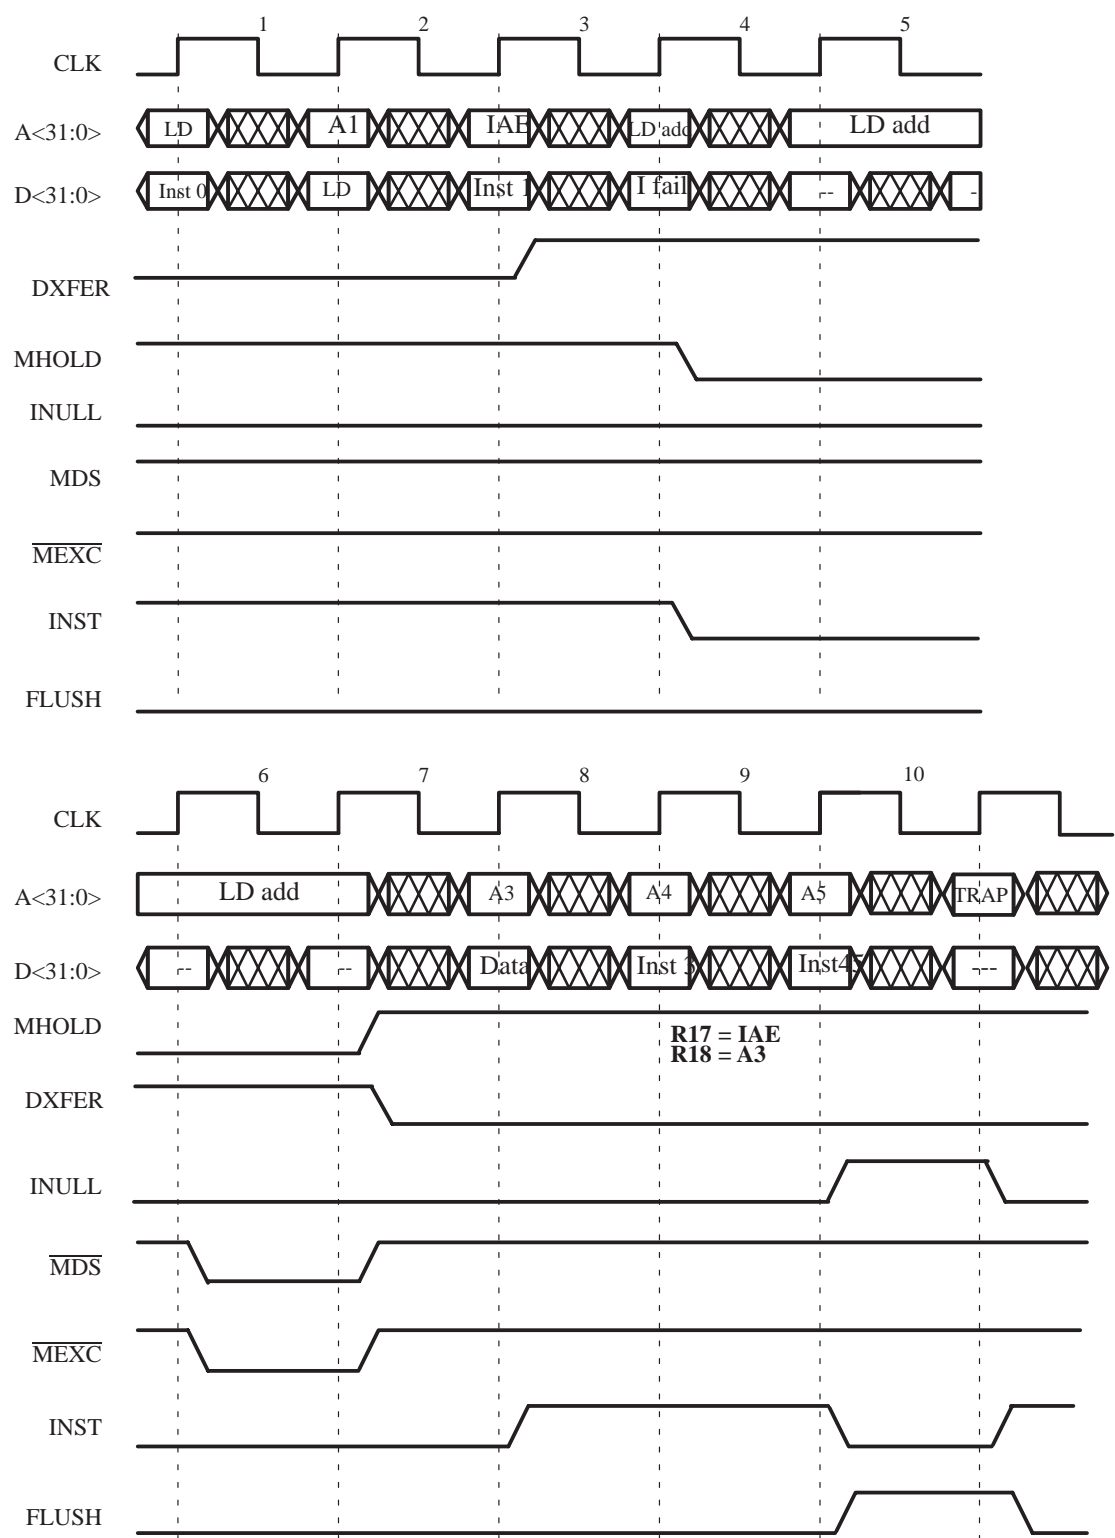 1 2 3 4 5
CLK
A<31:0> LD A1 IAE LD add LD add
D<31:0> Inst 0 LD Inst 1 I fail -- -
DXFER
MHOLD
INULL
MDS
MEXC
INST
FLUSH
6 7 8 9 10
CLK
A<31:0> LD add A3 A4 A5 TRAP
D<31:0> -- -- Data Inst 3 Inst45 ---
MHOLD
R17 = IAE
R18 = A3
DXFER
INULL
MDS
MEXC
INST
FLUSH